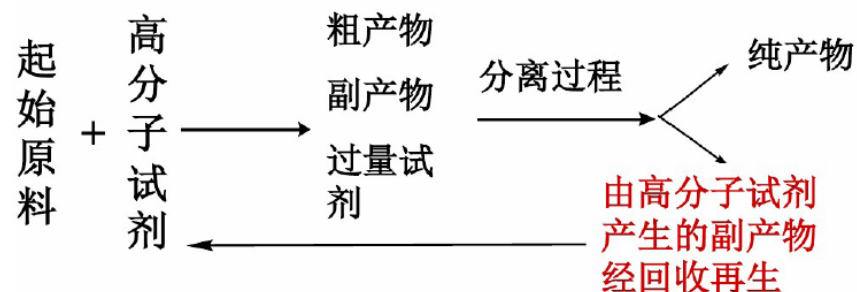 起始原料
+
高分子试剂
粗产物
副产物
过量试
剂
分离过程
纯产物
由高分子试剂
产生的副产物
经回收再生